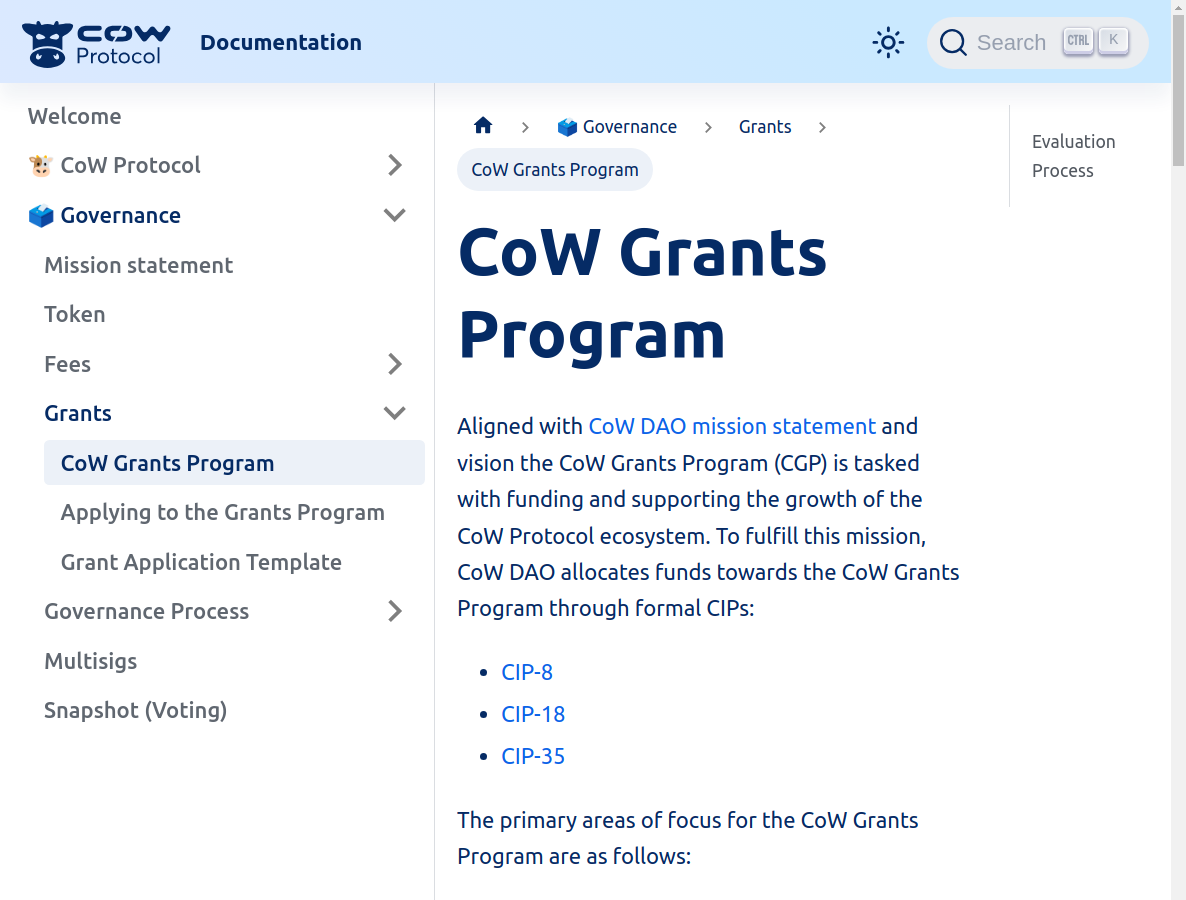 COW
Protocol
Documentation
Search
CTRL K
Welcome
CoW Protocol
Governance
Mission statement
Token
Fees
Grants
CoW Grants Program
Applying to the Grants Program
Grant Application Template
Governance Process
Multisigs
Snapshot (Voting)
Governance
Grants
CoW Grants Program
CoW Grants
Program
Aligned with CoW DAO mission statement and
vision the CoW Grants Program (CGP) is tasked
with funding and supporting the growth of the
CoW Protocol ecosystem. To fulfill this mission,
CoW DAO allocates funds towards the CoW Grants
Program through formal CIPs:
CIP-8
CIP-18
CIP-35
The primary areas of focus for the CoW Grants
Program are as follows:
Evaluation
Process